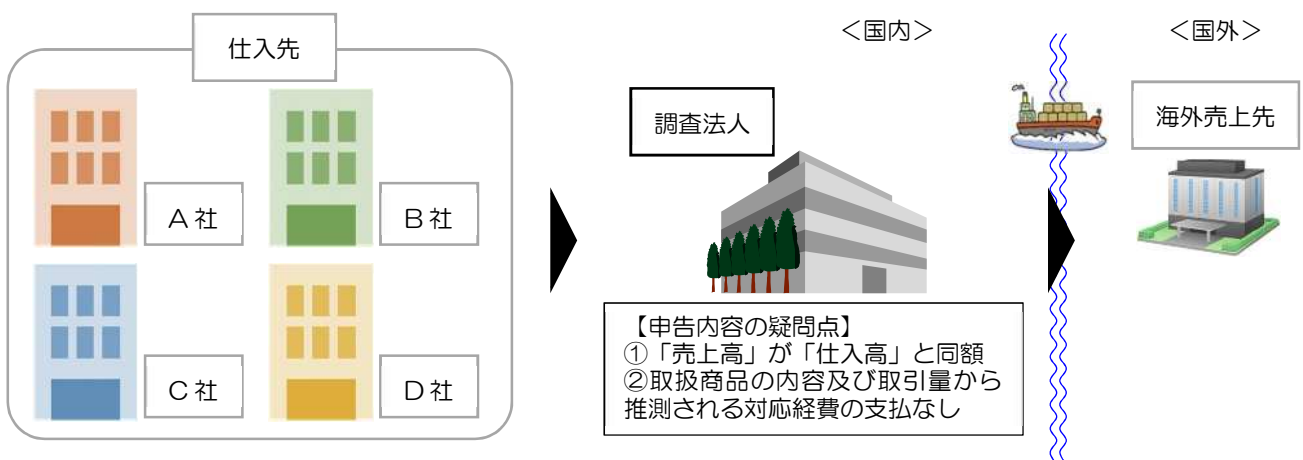 仕入先
A社
B社
C社
D社
＜国内＞
調査法人
【申告内容の疑問点】
①「売上高」が「仕入高」と同額
②取扱商品の内容及び取引量から
推測される対応経費の支払なし
＜国外＞
海外売上先